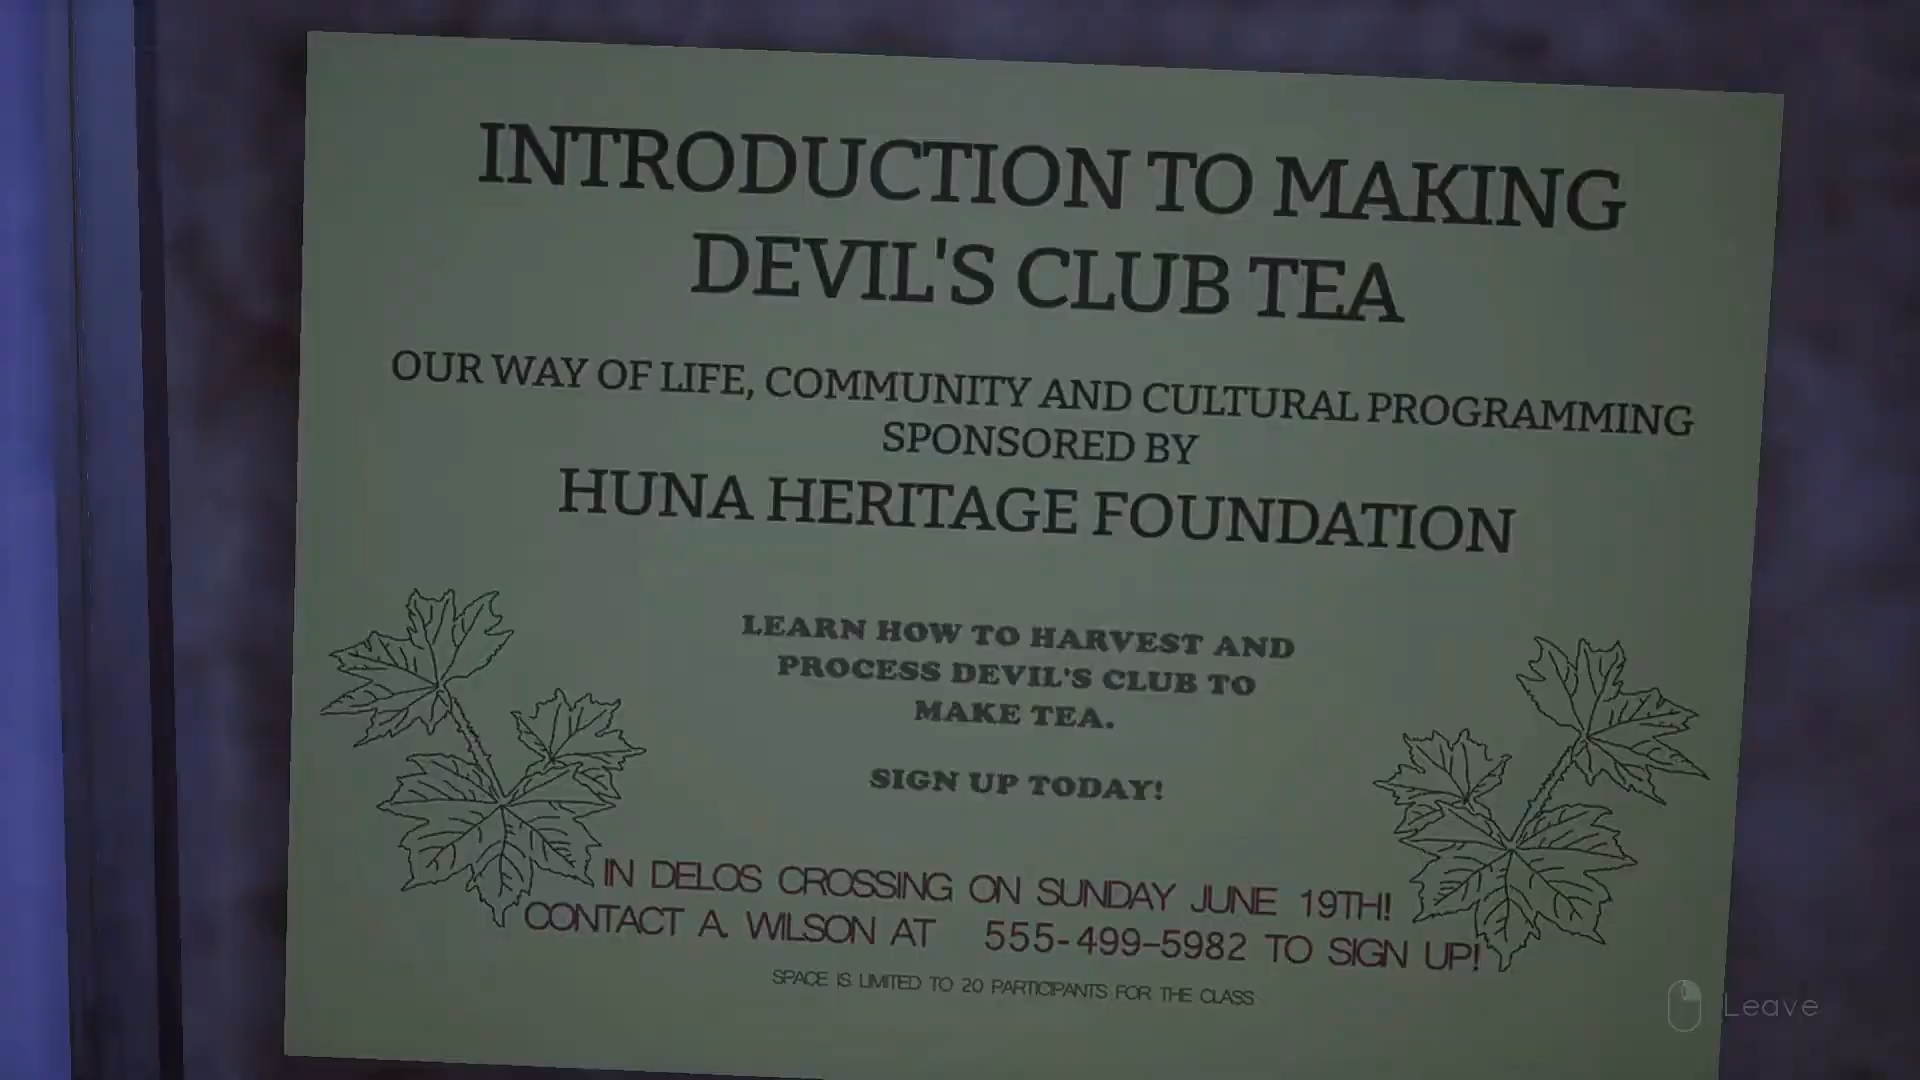 INTRODUCTION TO MAKING
DEVIL'S CLUB TEA
OUR WAY OF LIFE, COMMUNITY AND CULTURAL PROGRAMMING
SPONSORED BY
HUNA HERITAGE FOUNDATION
LEARN HOW TO HARVEST AND
PROCESS DEVIL'S CLUB TO
MAKE TEA.
SIGN UP TODAY!
IN DELOS CROSSING ON SUNDAY JUNE 19TH!
CONTACT A. WILSON AT 555-499-5982 TO SIGN UP!
SPACE IS LIMITED TO 20 PARTICIPANTS FOR THE CLASS
Leave